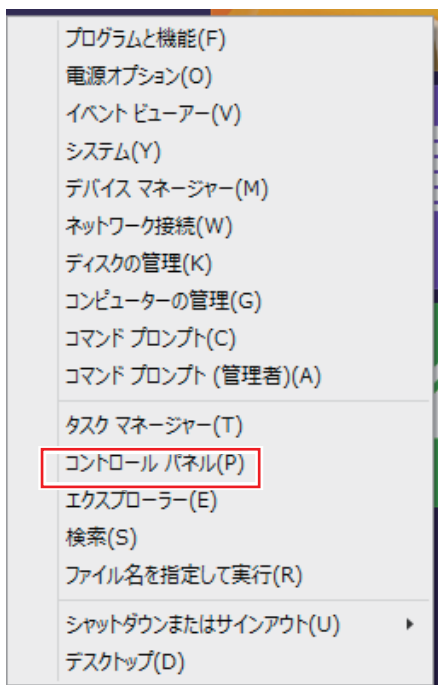 プログラムと機能(F)
電源オプション(O)
イベント ビューアー(V)
システム(Y)
デバイス マネージャー(M)
ネットワーク接続(W)
ディスクの管理(K)
コンピューターの管理(G)
コマンド プロンプト(C)
コマンド プロンプト (管理者)(A)
タスク マネージャー(T)
コントロール パネル(P)
エクスプローラー(E)
検索(S)
ファイル名を指定して実行(R)
シャットダウンまたはサインアウト(U)
デスクトップ(D)